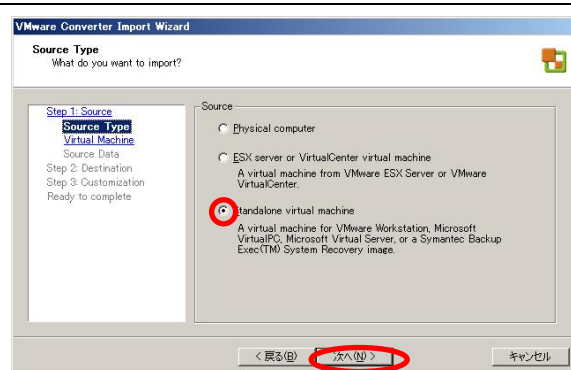 VMware Converter Import Wizard
Source Type
What do you want to import?
Step 1: Source
Source Type
Virtual Machine
Source Data
Step 2: Destination
Step 3: Customization
Ready to complete
Source
Physical computer
ESX server or VirtualCenter virtual machine
A virtual machine from VMware ESX Server or VMware
VirtualCenter.
tandalone virtual machine
A virtual machine for VMware Workstation, Microsoft
VirtualPC, Microsoft Virtual Server, or a Symantec Backup
Exec(TM) System Recovery image.
< 戻る(B)
次へ(N) >
キャンセル